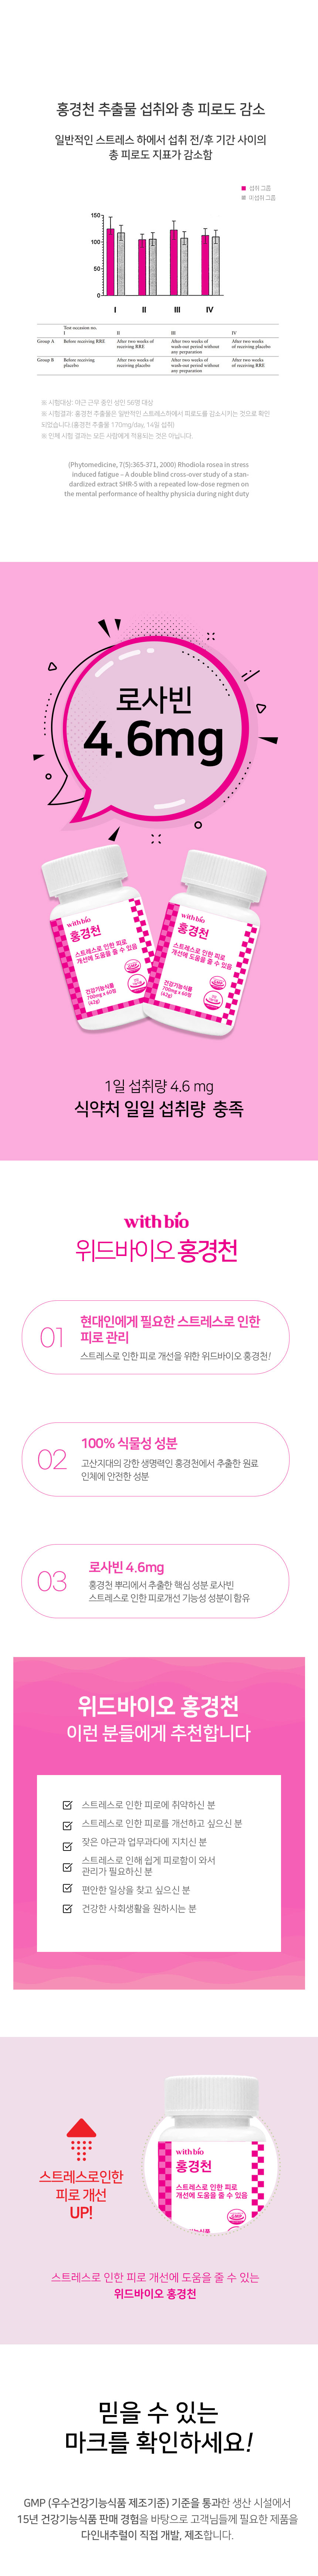 홍경천 추출물 섭취와 총 피로도 감소
일반적인 스트레스 하에서 섭취 전/후 기간 사이의
총 피로도 지표가 감소함
섭취 그룹
미섭취 그룹
150
100
50
0
I II III IV
Test occasion no.
I II III IV
Group A Before receiving RRE After two weeks of receiving RRE After two weeks of wash-out period without any preparation After two weeks of receiving placebo
Group B Before receiving placebo After two weeks of receiving placebo After two weeks of wash-out period without any preparation After two weeks of receiving RRE
※ 시험대상: 야근 근무 중인 성인 56명 대상
※ 시험결과: 홍경천 추출물은 일반적인 스트레스하에서 피로도를 감소시키는 것으로 확인
되었습니다.(홍경천 추출물 170mg/day, 14일 섭취)
※ 인체 시험 결과는 모든 사람에게 적용되는 것은 아닙니다.
(Phytomedicine, 7(5):365-371, 2000) Rhodiola rosea in stress
induced fatigue – A double blind cross-over study of a stan-
dardized extract SHR-5 with a repeated low-dose regmen on
the mental performance of healthy physicia during night duty
로사빈
4.6mg
with bio
홍경천
스트레스로 인한 피로
개선에 도움을 줄 수 있음
건강기능식품
700mg x 60정
(42g)
with bio
홍경천
스트레스로 인한 피로
개선에 도움을 줄 수 있음
건강기능식품
700mg x 60정
(42g)
1일 섭취량 4.6 mg
식약처 일일 섭취량 충족
with bio
위드바이오 홍경천
01
현대인에게 필요한 스트레스로 인한
피로 관리
스트레스로 인한 피로 개선을 위한 위드바이오 홍경천!
02
100% 식물성 성분
고산지대의 강한 생명력인 홍경천에서 추출한 원료
인체에 안전한 성분
03
로사빈 4.6mg
홍경천 뿌리에서 추출한 핵심 성분 로사빈
스트레스로 인한 피로개선 기능성 성분이 함유
위드바이오 홍경천
이런 분들에게 추천합니다
스트레스로 인한 피로에 취약하신 분
스트레스로 인한 피로를 개선하고 싶으신 분
잦은 야근과 업무과다에 지치신 분
스트레스로 인해 쉽게 피로함이 와서
관리가 필요하신 분
편안한 일상을 찾고 싶으신 분
건강한 사회생활을 원하시는 분
with bio
홍경천
스트레스로 인한 피로
개선에 도움을 줄 수 있음
GMP
스트레스로인한
피로 개선
UP!
스트레스로 인한 피로 개선에 도움을 줄 수 있는
위드바이오 홍경천
믿을 수 있는
마크를 확인하세요!
GMP (우수건강기능식품 제조기준) 기준을 통과한 생산 시설에서
15년 건강기능식품 판매 경험을 바탕으로 고객님들께 필요한 제품을
다인내추럴이 직접 개발, 제조합니다.